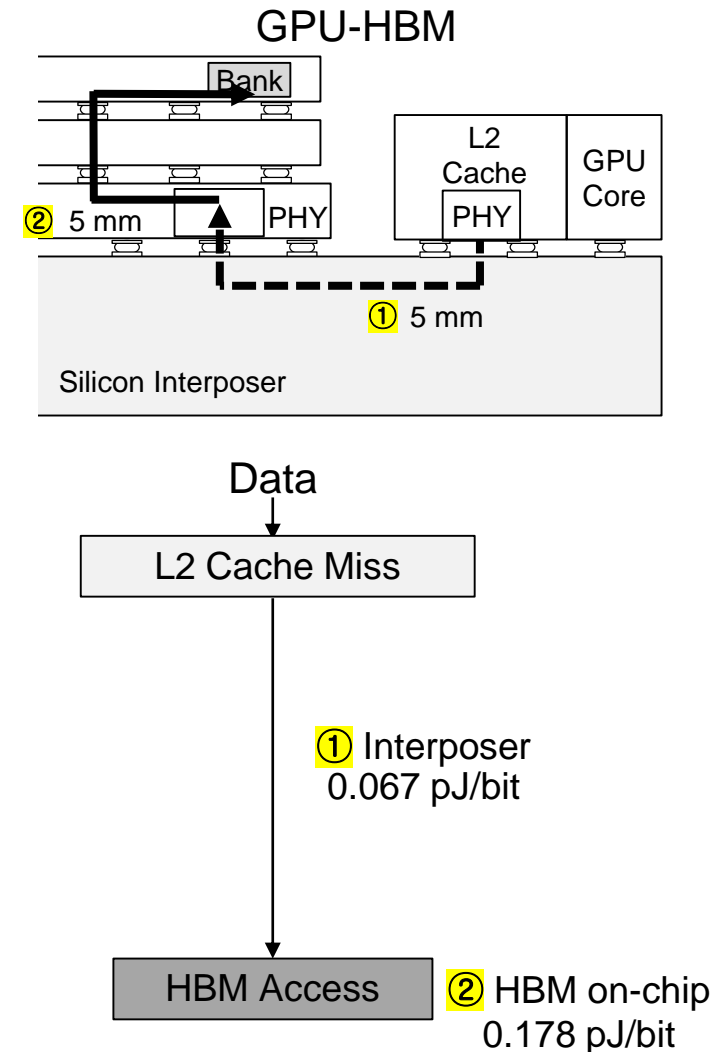 GPU-HBM
Bank
L2
Cache
GPU
Core
PHY
PHY
② 5 mm
① 5 mm
Silicon Interposer
Data
L2 Cache Miss
① Interposer
0.067 pJ/bit
HBM Access
② HBM on-chip
0.178 pJ/bit